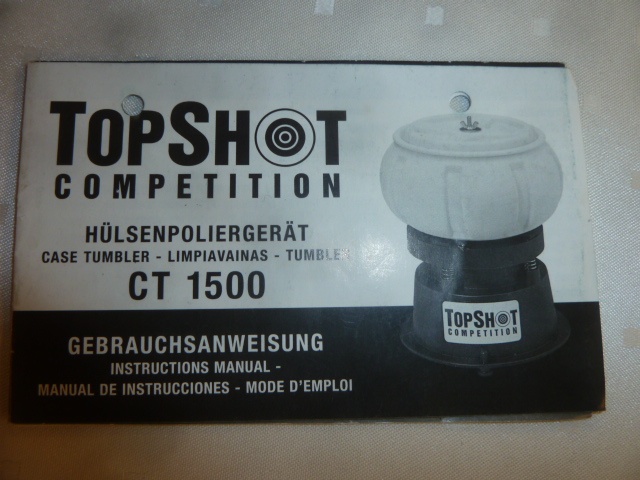 TOPSHOT
COMPETITION
HÜLSENPOLIERGERÄT
CASE TUMBLER - LIMPIAVAINAS - TUMBLER
CT 1500
GEBRAUCHSANWEISUNG
INSTRUCTIONS MANUAL -
MANUAL DE INSTRUCCIONES - MODE D'EMPLOI
TOPSHOT
COMPETITION